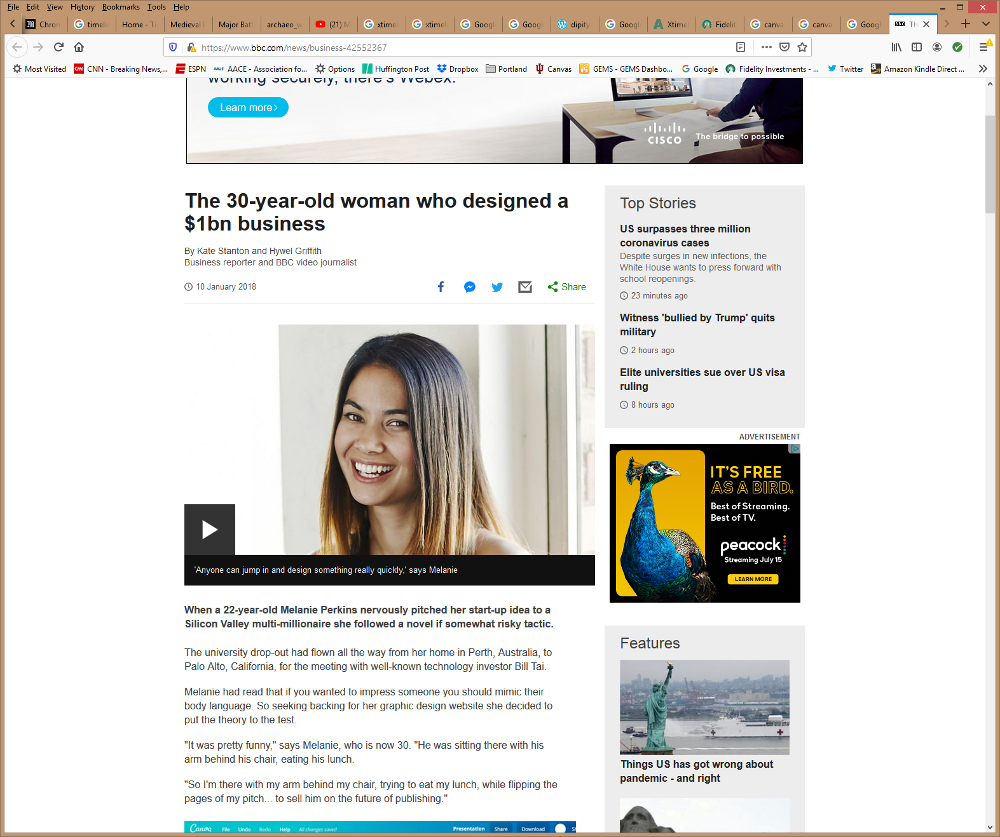 File Edit View History Bookmarks Tools Help
Chron timelin Home - Ti Medieval F Major Batt archaeo_w (21) M xtimeli xtimeli Googl Googl dipity- Googl Xtimel Fidelit canva canva Googl BBC Th
https://www.bbc.com/news/business-42552367
Most Visited CNN - Breaking News,... ESPN AACE - Association fo... Options Huffington Post Dropbox Portland Canvas GEMS - GEMS Dashbo... Google Fidelity Investments - ... Twitter Amazon Kindle Direct ...
working securely, there's Webex.
Learn more
CISCO
The bridge to possible
The 30-year-old woman who designed a
$1bn business
By Kate Stanton and Hywel Griffith
Business reporter and BBC video journalist
10 January 2018
Share
'Anyone can jump in and design something really quickly,' says Melanie
When a 22-year-old Melanie Perkins nervously pitched her start-up idea to a
Silicon Valley multi-millionaire she followed a novel if somewhat risky tactic.
The university drop-out had flown all the way from her home in Perth, Australia, to
Palo Alto, California, for the meeting with well-known technology investor Bill Tai.
Melanie had read that if you wanted to impress someone you should mimic their
body language. So seeking backing for her graphic design website she decided to
put the theory to the test.
"It was pretty funny," says Melanie, who is now 30. "He was sitting there with his
arm behind his chair, eating his lunch.
"So I'm there with my arm behind my chair, trying to eat my lunch, while flipping the
pages of my pitch... to sell him on the future of publishing."
Canva File Undo Redo Help All changes saved Presentation Share Download
Top Stories
US surpasses three million
coronavirus cases
Despite surges in new infections, the
White House wants to press forward with
school reopenings.
23 minutes ago
Witness 'bullied by Trump' quits
military
2 hours ago
Elite universities sue over US visa
ruling
8 hours ago
ADVERTISEMENT
IT'S FREE
AS A BIRD.
Best of Streaming.
Best of TV.
peacock
Streaming July 15
LEARN MORE
Features
Things US has got wrong about
pandemic - and right